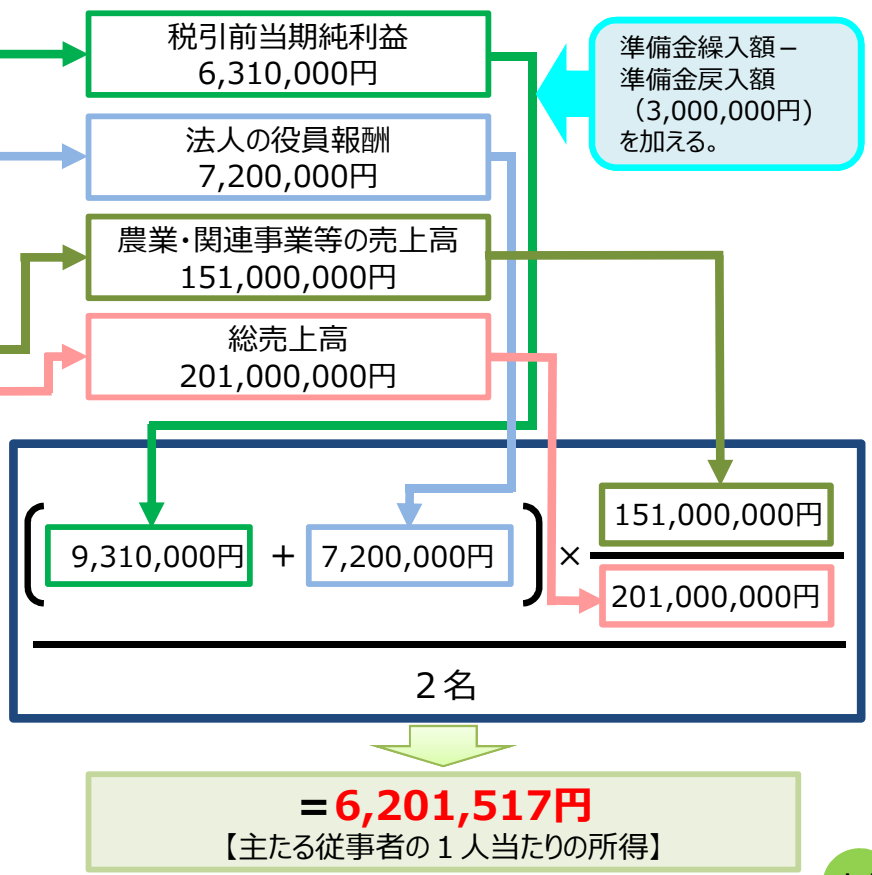 税引前当期純利益
6,310,000円
準備金繰入額－
準備金戻入額
（3,000,000円)
を加える。
法人の役員報酬
7,200,000円
農業・関連事業等の売上高
151,000,000円
総売上高
201,000,000円
9,310,000円 + 7,200,000円 × 151,000,000円
201,000,000円
２名
=6,201,517円
【主たる従事者の１人当たりの所得】